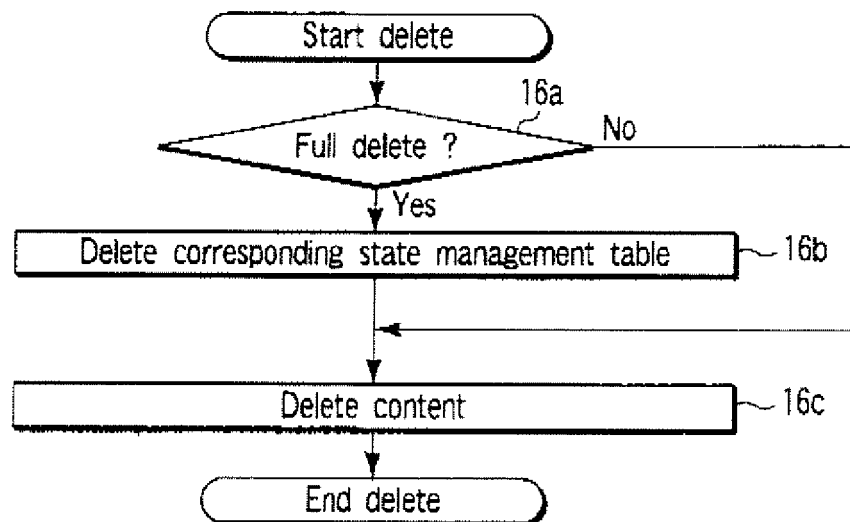 Start delete
16a
Full delete ?
No
Yes
Delete corresponding state management table
16b
Delete content
16c
End delete